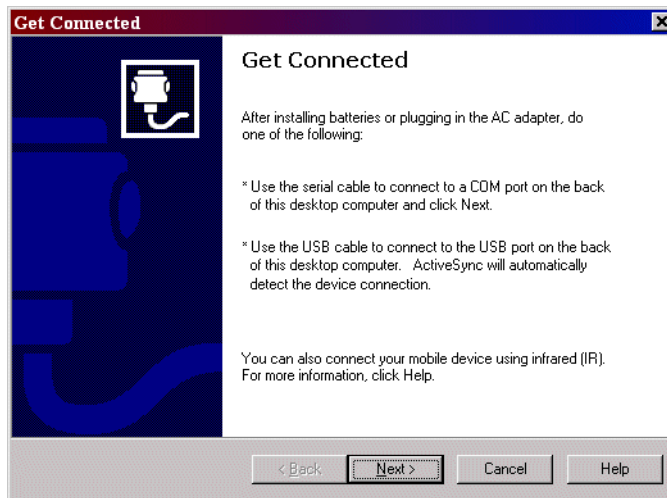 Get Connected
Get Connected
After installing batteries or plugging in the AC adapter, do
one of the following:
* Use the serial cable to connect to a COM port on the back
of this desktop computer and click Next.
* Use the USB cable to connect to the USB port on the back
of this desktop computer. ActiveSync will automatically
detect the device connection.
You can also connect your mobile device using infrared (IR).
For more information, click Help.
< Back Next > Cancel Help